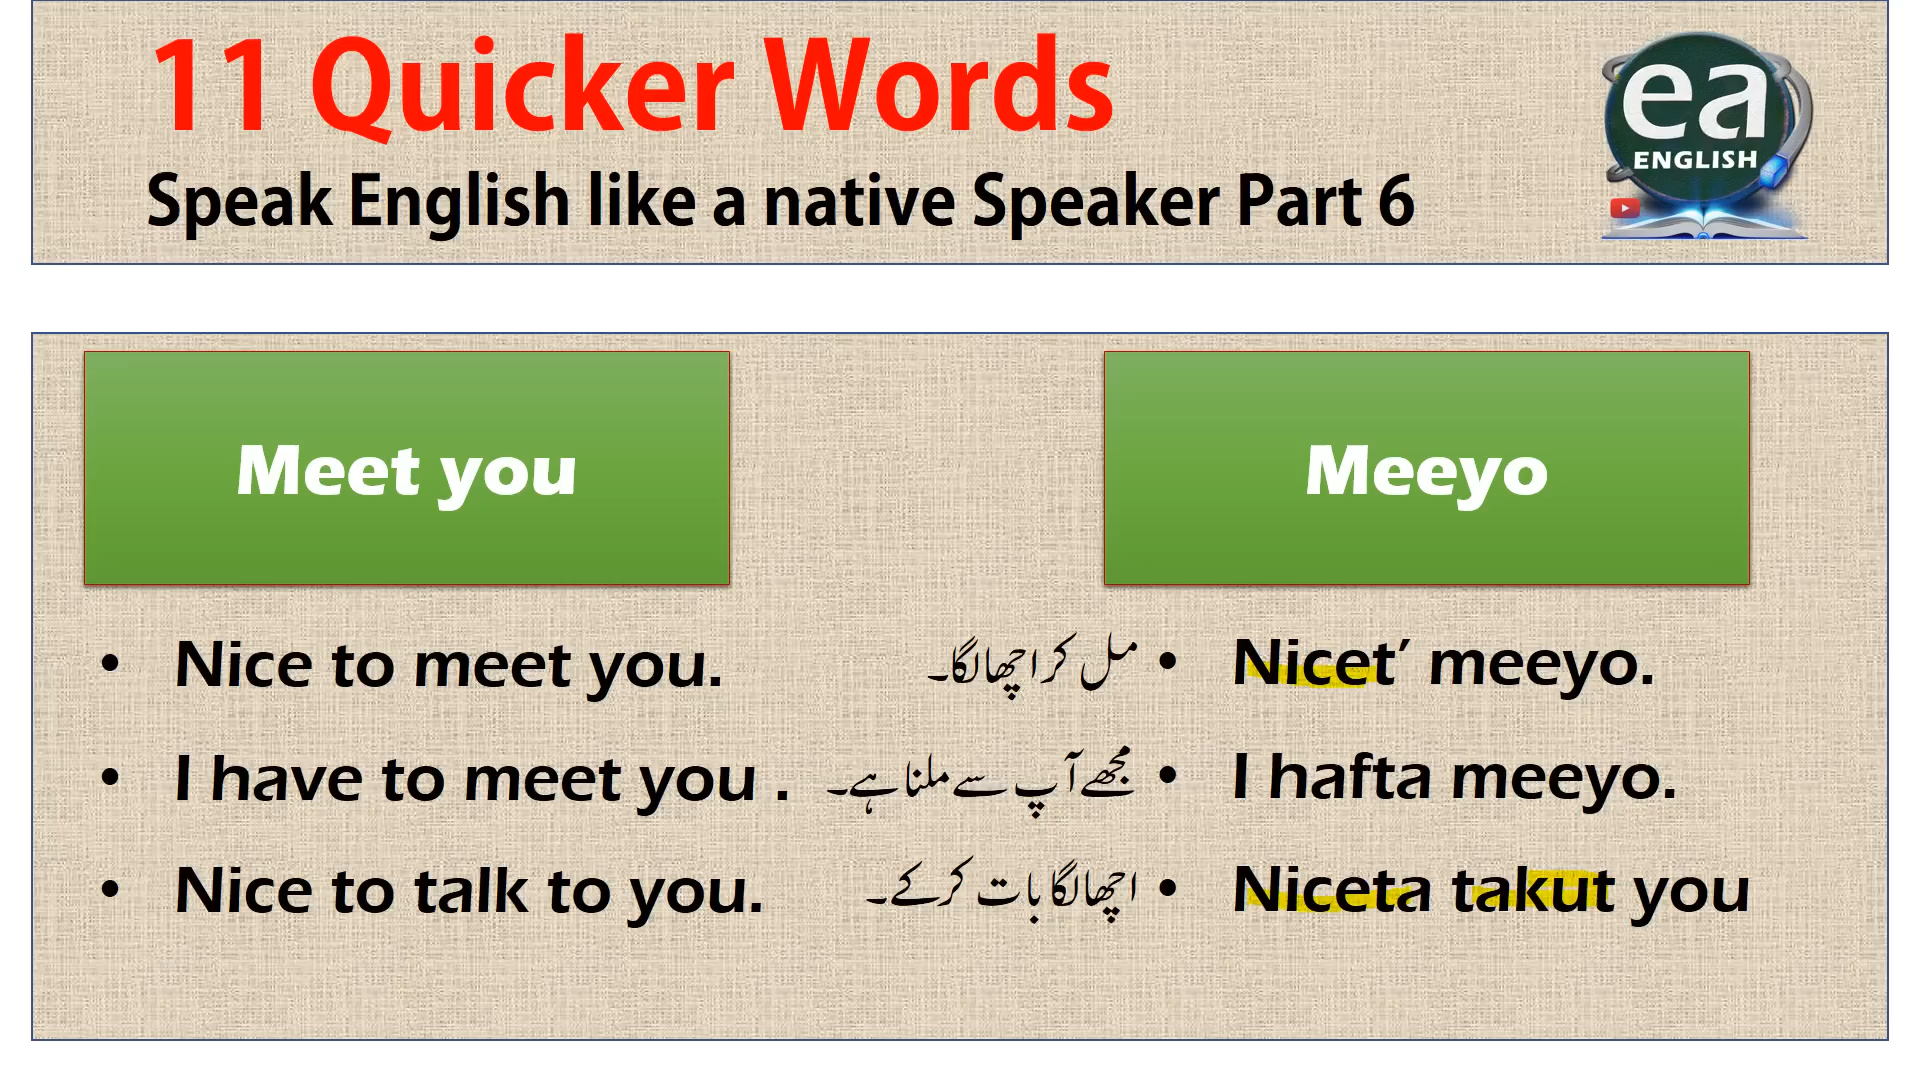 11 Quicker Words
Speak English like a native Speaker Part 6
ea
ENGLISH
Meet you
Meeyo
• Nice to meet you.
مل کر اچھا لگا۔
• Nicet’ meeyo.
• I have to meet you .
مجھے آپ سے ملنا ہے۔
• I hafta meeyo.
• Nice to talk to you.
اچھا لگا بات کر کے۔
• Niceta takut you